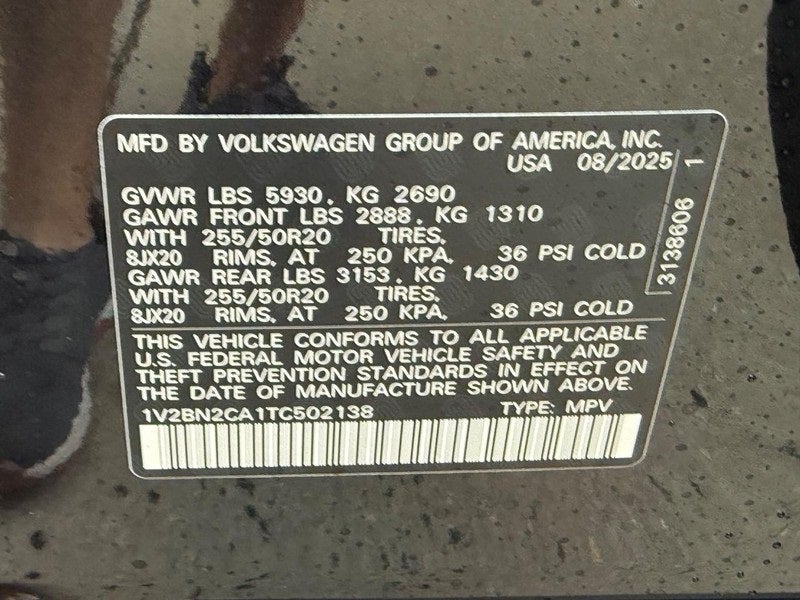 MFD BY VOLKSWAGEN GROUP OF AMERICA, INC.
USA 08/2025
GVWR LBS 5930, KG 2690
GAWR FRONT LBS 2888, KG 1310
WITH 255/50R20 TIRES,
8JX20 RIMS, AT 250 KPA, 36 PSI COLD
GAWR REAR LBS 3153, KG 1430
WITH 255/50R20 TIRES,
8JX20 RIMS, AT 250 KPA, 36 PSI COLD
THIS VEHICLE CONFORMS TO ALL APPLICABLE
U.S. FEDERAL MOTOR VEHICLE SAFETY AND
THEFT PREVENTION STANDARDS IN EFFECT ON
THE DATE OF MANUFACTURE SHOWN ABOVE.
1V2BN2CA1TC502138 TYPE: MPV
3138606 1